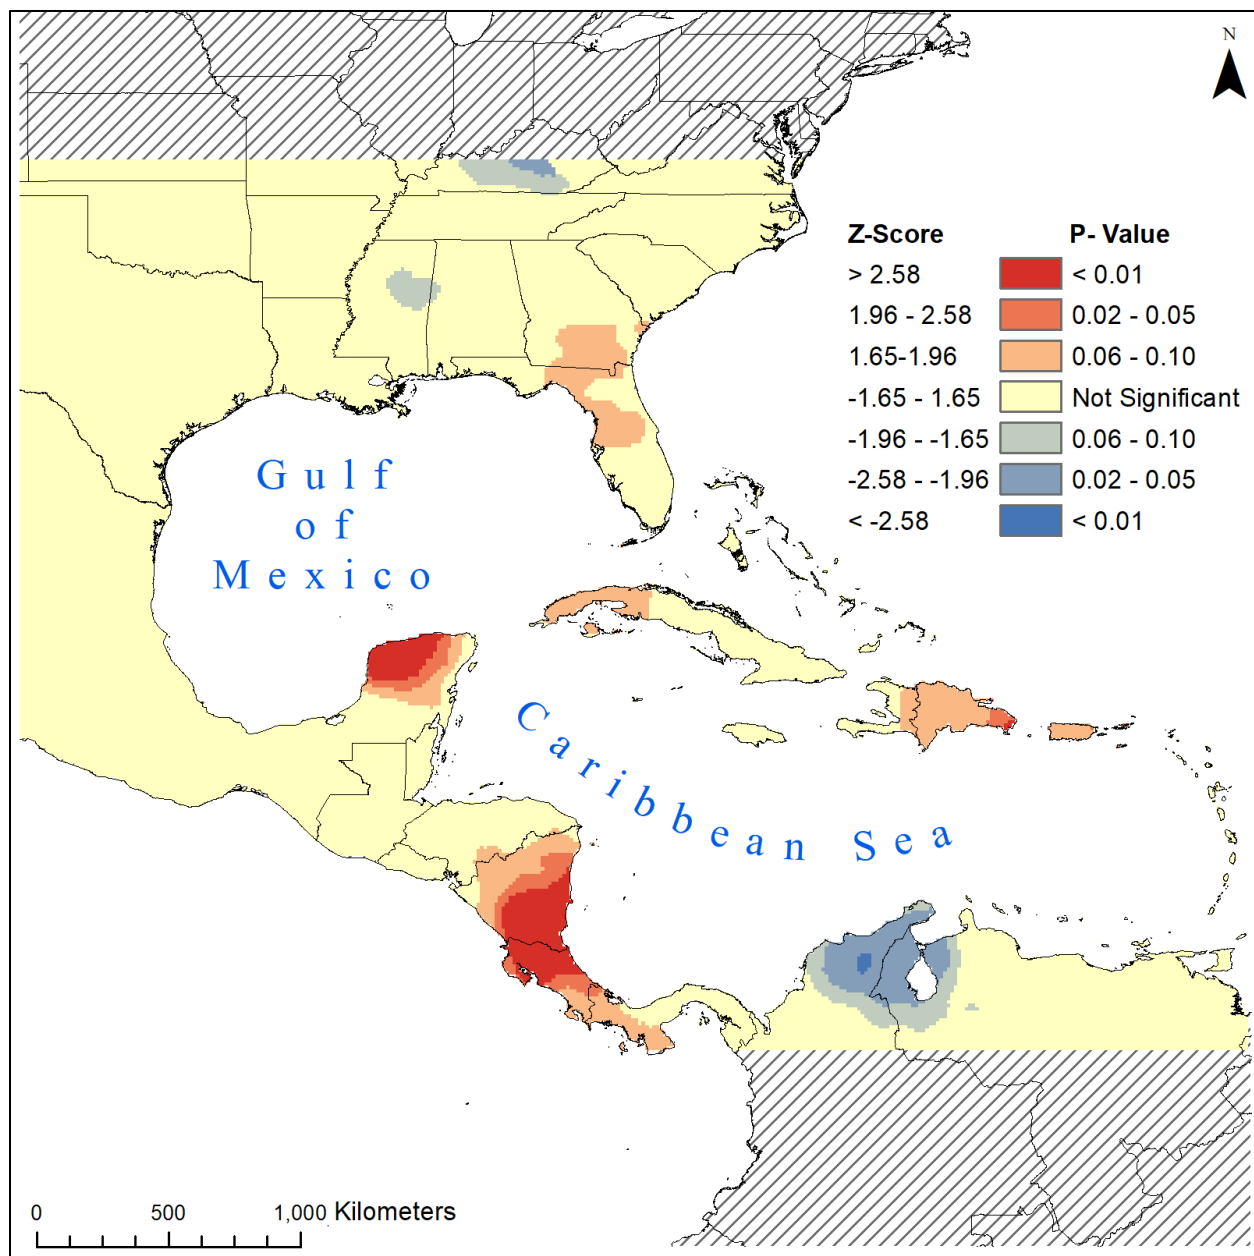 N
Z-Score P- Value
> 2.58 < 0.01
1.96 - 2.58 0.02 - 0.05
1.65-1.96 0.06 - 0.10
-1.65 - 1.65 Not Significant
-1.96 - -1.65 0.06 - 0.10
-2.58 - -1.96 0.02 - 0.05
< -2.58 < 0.01
Gulf
of
Mexico
Caribbean Sea
0 500 1,000 Kilometers